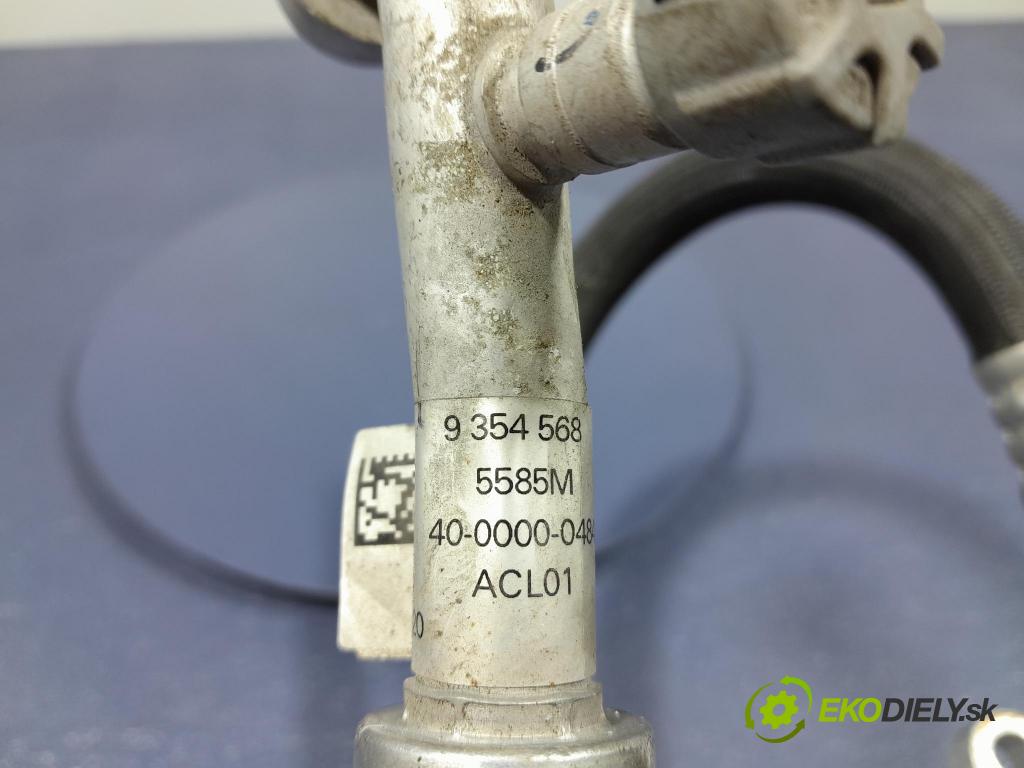 9 354 568
5585M
40-0000-048
ACL01
EKODIELY.sk